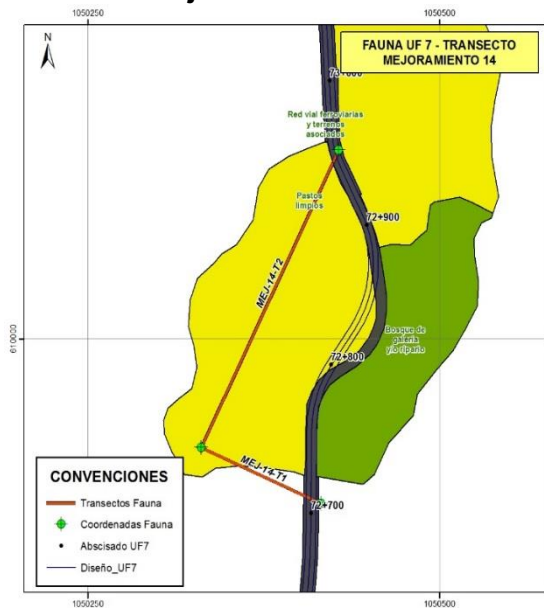 1050250
1050500
N
FAUNA UF 7 - TRANSECTO
MEJORAMIENTO 14
73+000
Red vial ferroviarias
y terrenos
asociados
Pastos
limpios
72+900
MEJ-14-T2
Bosque de
galería
y/o ripario
610000
72+800
MEJ-14-T1
72+700
CONVENCIONES
Transectos Fauna
Coordenadas Fauna
Abscisado UF7
Diseño_UF7
1050250
1050500